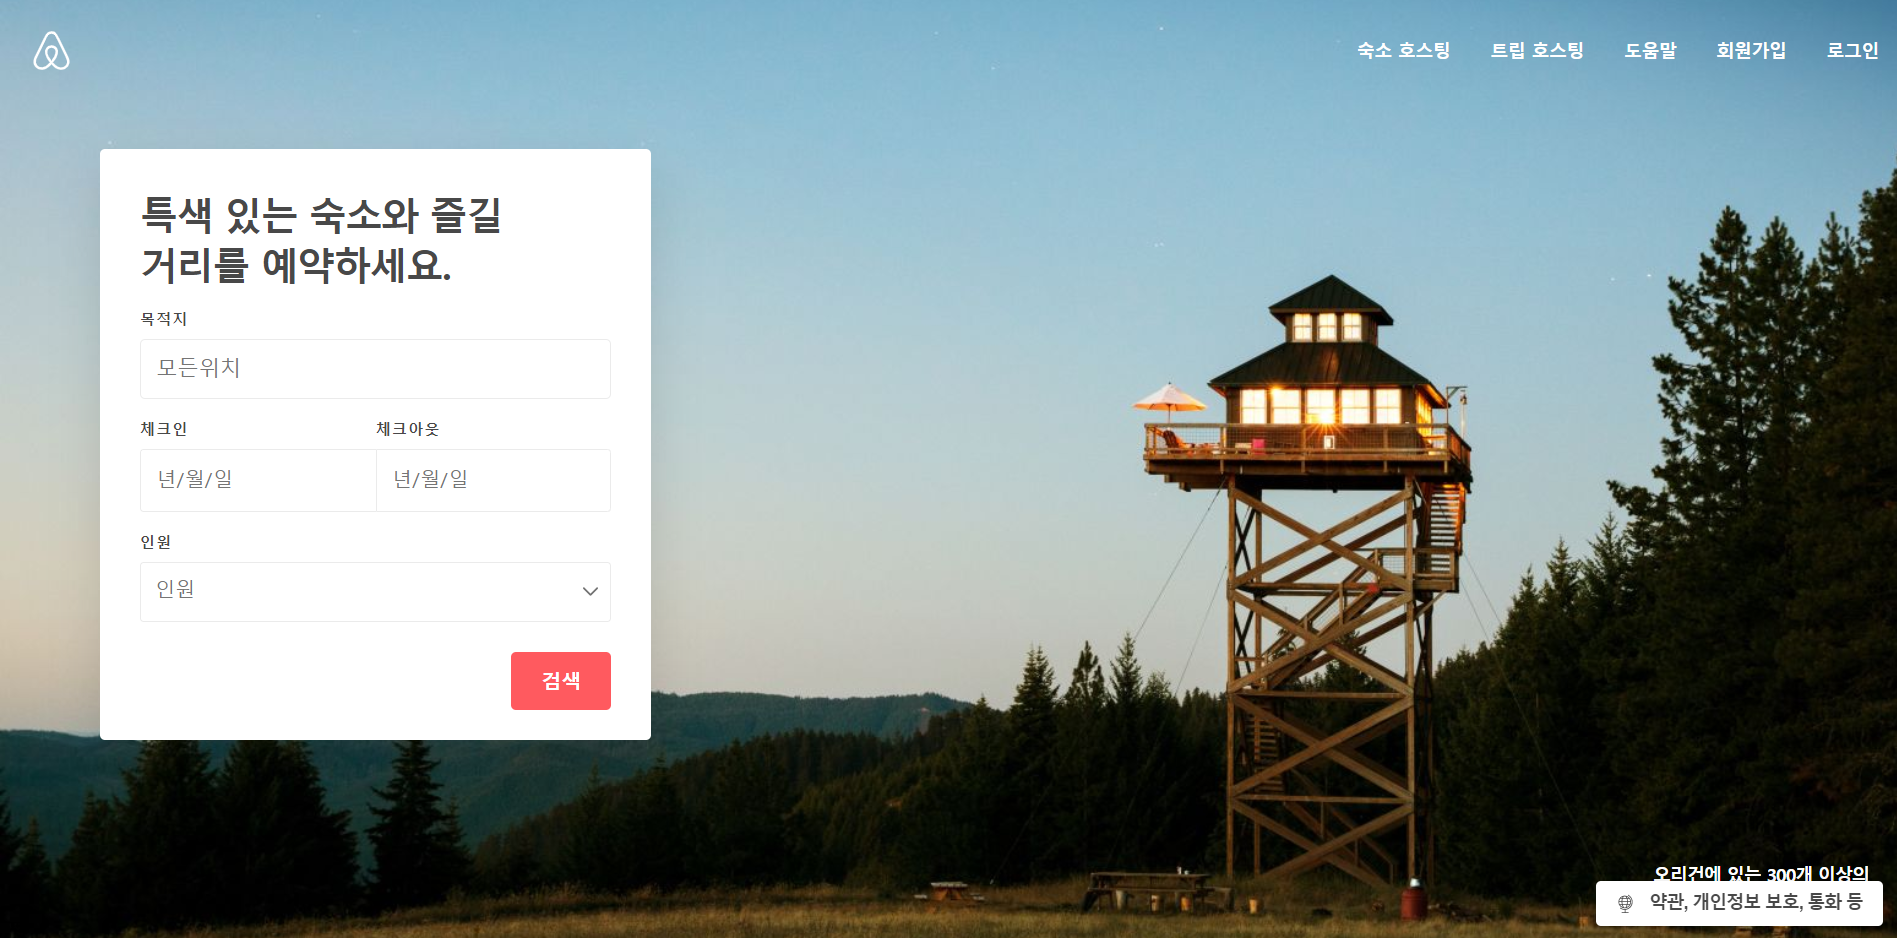 숙소 호스팅
트립 호스팅
도움말
회원가입
로그인
특색 있는 숙소와 즐길
거리를 예약하세요.
목적지
모든위치
체크인
체크아웃
년/월/일
년/월/일
인원
인원
검색
오리건에 있는 300개 이상의
약관, 개인정보 보호, 통화 등